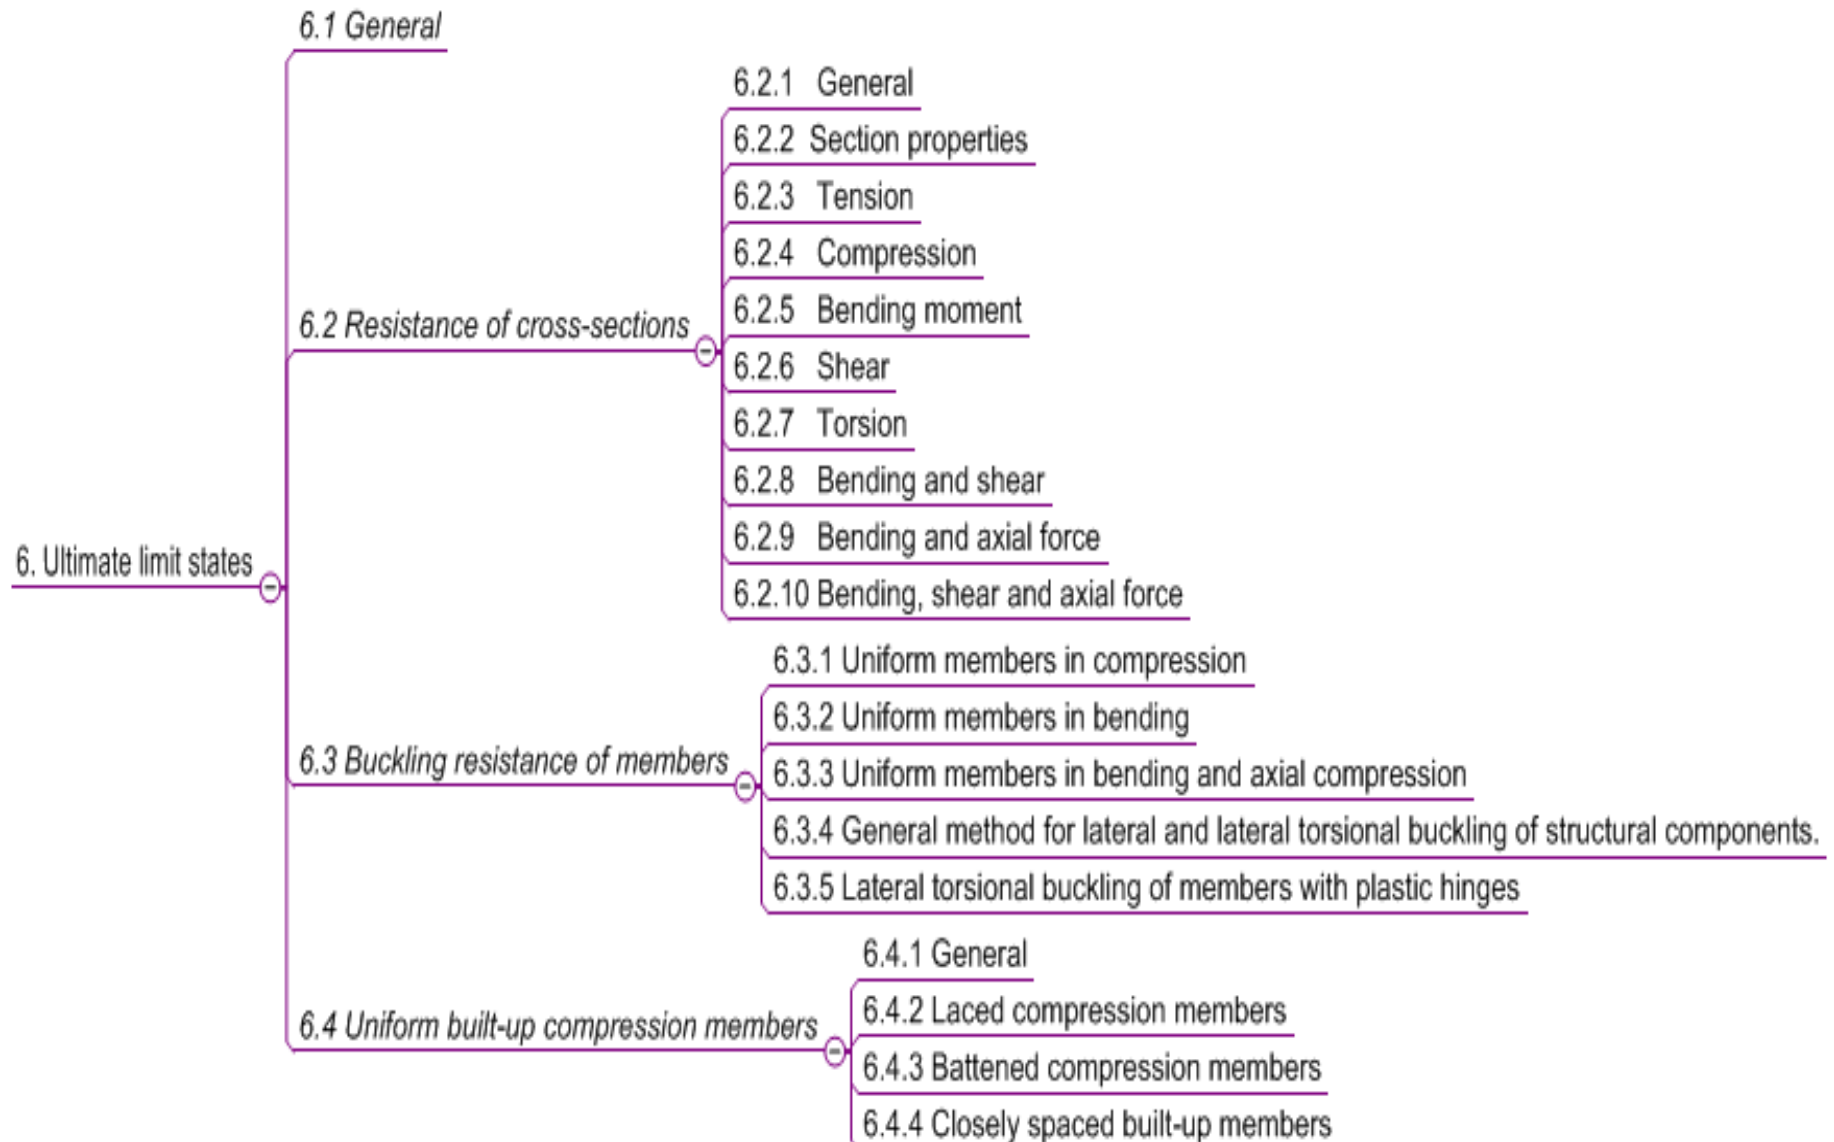 6.1 General
6.2.1 General
6.2.2 Section properties
6.2.3 Tension
6.2.4 Compression
6.2.5 Bending moment
6.2 Resistance of cross-sections
6.2.6 Shear
6.2.7 Torsion
6.2.8 Bending and shear
6.2.9 Bending and axial force
6. Ultimate limit states
6.2.10 Bending, shear and axial force
6.3.1 Uniform members in compression
6.3.2 Uniform members in bending
6.3 Buckling resistance of members
6.3.3 Uniform members in bending and axial compression
6.3.4 General method for lateral and lateral torsional buckling of structural components.
6.3.5 Lateral torsional buckling of members with plastic hinges
6.4.1 General
6.4.2 Laced compression members
6.4 Uniform built-up compression members
6.4.3 Battened compression members
6.4.4 Closely spaced built-up members